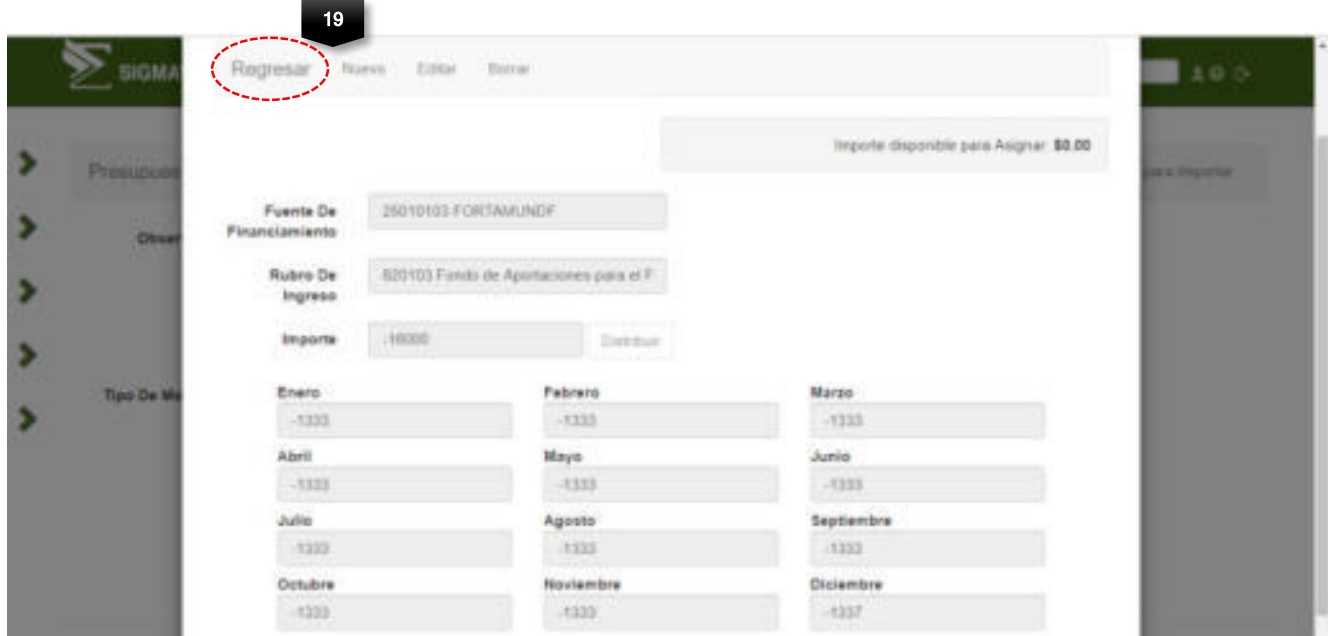 19
SIGMA
Regresar Nuevo Editar Borrar
Importe disponible para Asignar $0.00
Presupues
para Importar
Fuente De Financiamiento
25010103 FORTAMUNDF
Obser
Rubro De Ingreso
820103 Fondo de Aportaciones para el F
Importe -16000 Distribuir
Tipo De Mo
Enero Febrero Marzo
-1333 -1333 -1333
Abril Mayo Junio
-1333 -1333 -1333
Julio Agosto Septiembre
-1333 -1333 -1333
Octubre Noviembre Diciembre
-1333 -1333 -1337